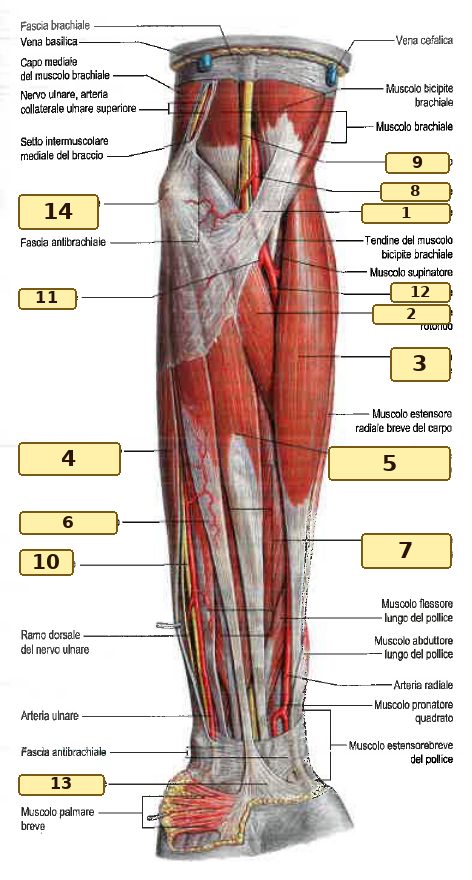 Fascia brachiale
Vena basilica
Capo mediale
del muscolo brachiale
Nervo ulnare, arteria
collaterale ulnare superiore
Setto intermuscolare
mediale del braccio
14
Fascia antibrachiale
11
4
6
10
Ramo dorsale
del nervo ulnare
Arteria ulnare
Fascia antibrachiale
13
Muscolo palmare
breve
Vena cefalica
Muscolo bicipite
brachiale
Muscolo brachiale
9
8
1
Tendine del muscolo
bicipite brachiale
Muscolo supinatore
12
2
rotondo
3
Muscolo estensore
radiale breve del carpo
5
7
Muscolo flessore
lungo del pollice
Muscolo abduttore
lungo del pollice
Arteria radiale
Muscolo pronatore
quadrato
Muscolo estensorebreve
del pollice